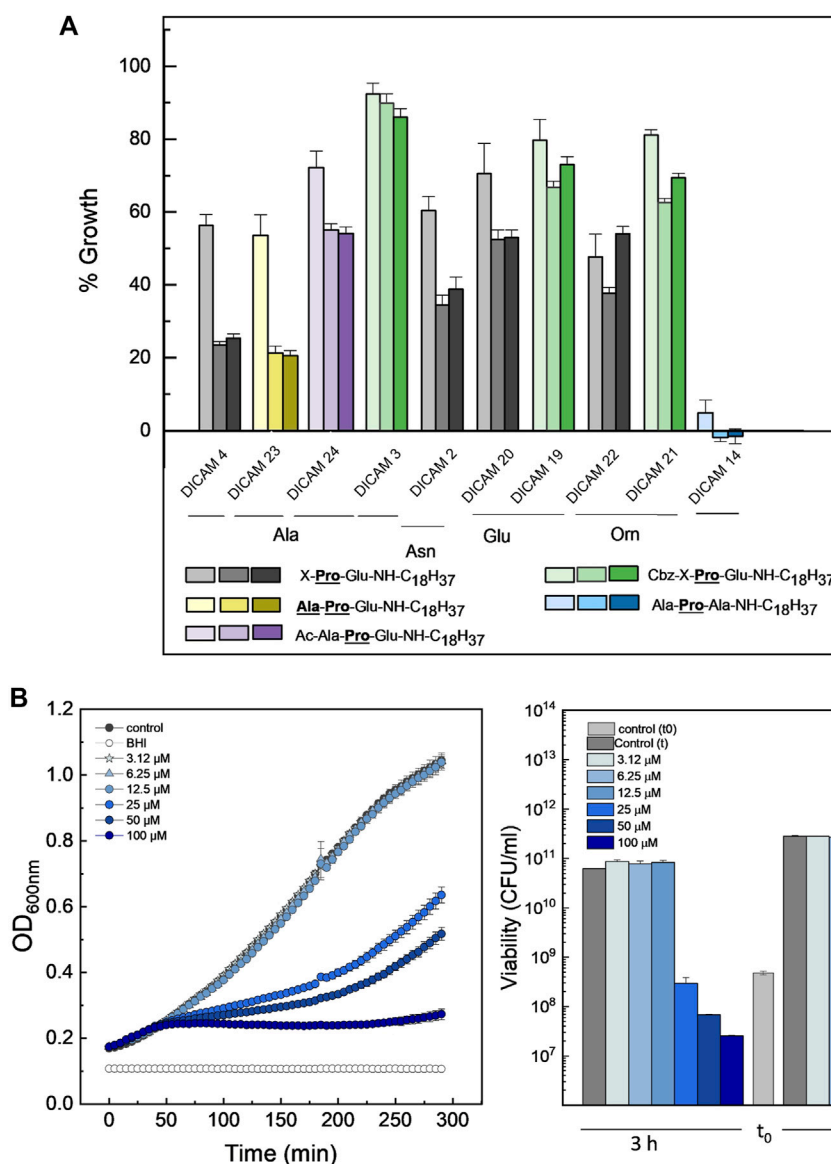 A
% Growth
100
80
60
40
20
0
DICAM 4
DICAM 23
DICAM 24
DICAM 3
DICAM 2
DICAM 20
DICAM 19
DICAM 22
DICAM 21
DICAM 14
Ala
Asn
Glu
Orn
X-Pro-Glu-NH-C18H37
Ala-Pro-Glu-NH-C18H37
Ac-Ala-Pro-Glu-NH-C18H37
Cbz-X-Pro-Glu-NH-C18H37
Ala-Pro-Ala-NH-C18H37
B
OD600nm
1.2
1.0
0.8
0.6
0.4
0.2
0.0
control
BHI
3.12 µM
6.25 µM
12.5 µM
25 µM
50 µM
100 µM
0 50 100 150 200 250 300
Time (min)
Viability (CFU/ml)
10^14
10^13
10^12
10^11
10^10
10^9
10^8
10^7
control (t0)
Control (t)
3.12 µM
6.25 µM
12.5 µM
25 µM
50 µM
100 µM
3 h
t0